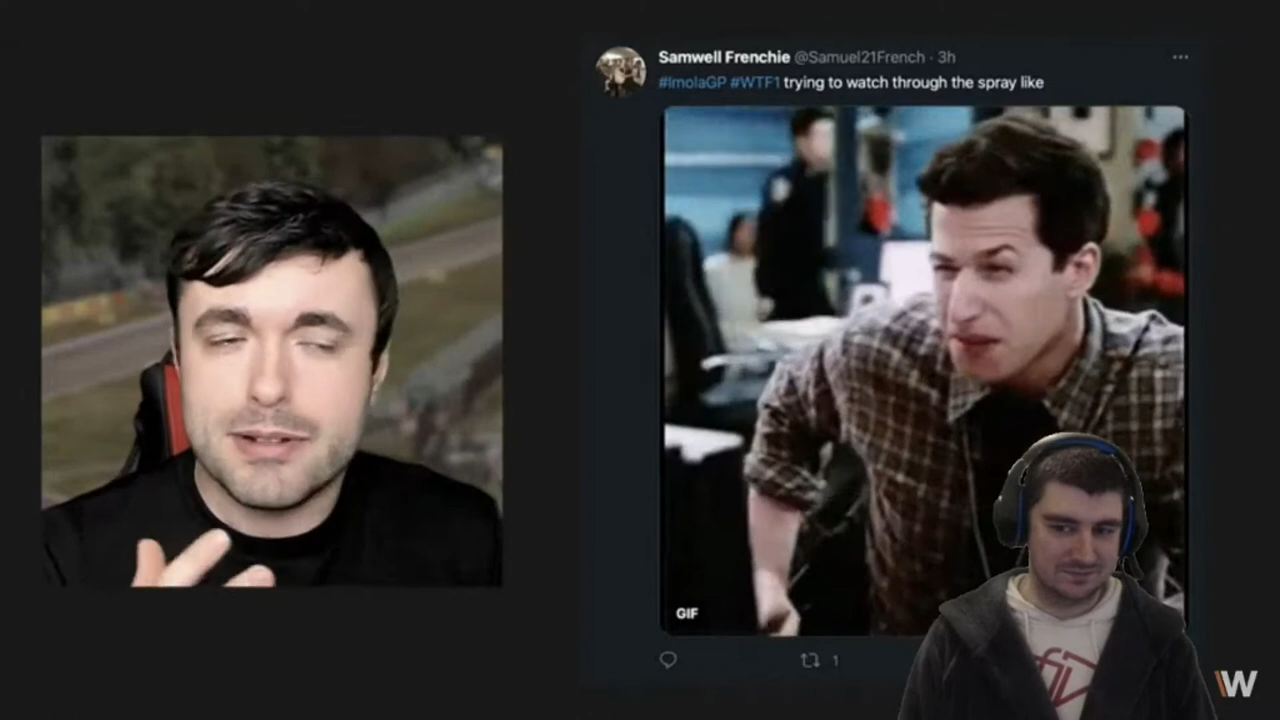 Samwell Frenchie @Samuel21French · 3h
#ImolaGP #WTF1 trying to watch through the spray like
GIF
1
W